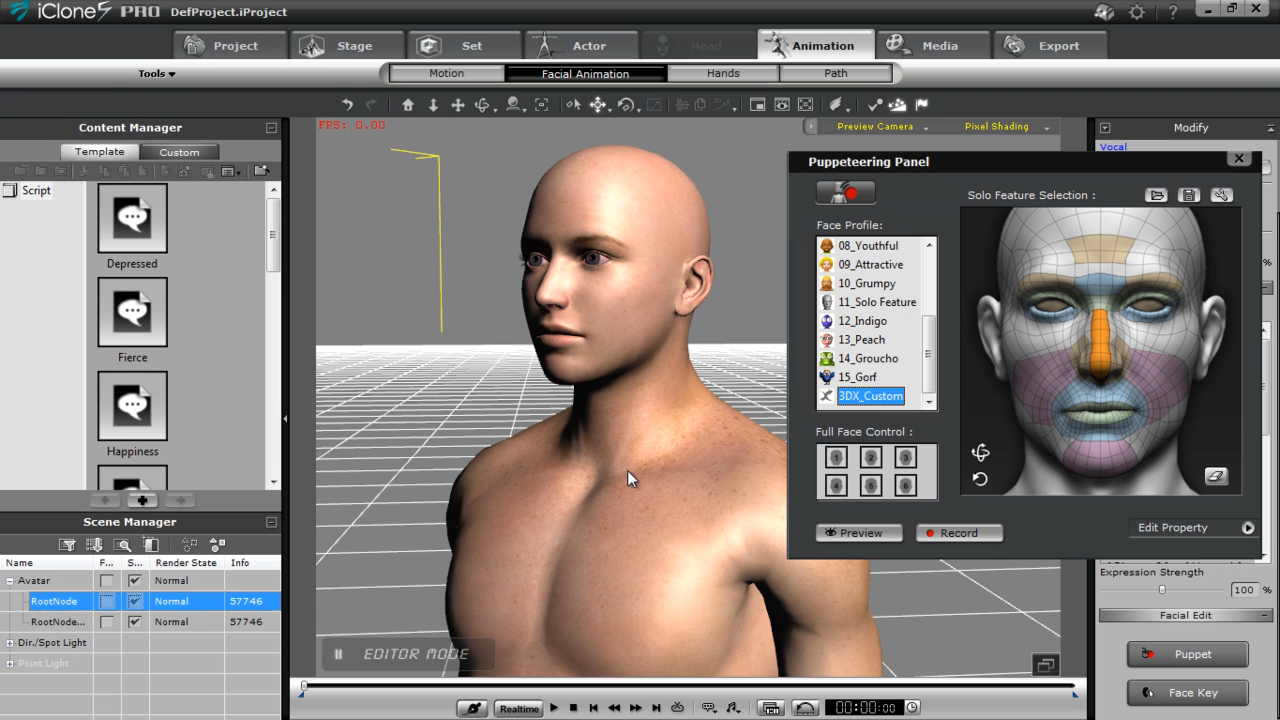 iClone5 PRO DefProject.iProject
Project Stage Set Actor Head Animation Media Export
Tools Motion Facial Animation Hands Path
Content Manager
Template Custom
Script
Depressed
Fierce
Happiness
Scene Manager
Name F... S... Render State Info
Avatar Normal
RootNode Normal 57746
RootNode... Normal 57746
Dir./Spot Light
Point Light
FPS: 0.00
Preview Camera Pixel Shading
EDITOR MODE
Realtime 00:00:00
Puppeteering Panel
Solo Feature Selection :
Face Profile:
08_Youthful
09_Attractive
10_Grumpy
11_Solo Feature
12_Indigo
13_Peach
14_Groucho
15_Gorf
3DX_Custom
Full Face Control :
1 2 3
4 5 6
Preview Record Edit Property
Modify
Vocal
%
%
Expression Strength
100 %
Facial Edit
Puppet
Face Key